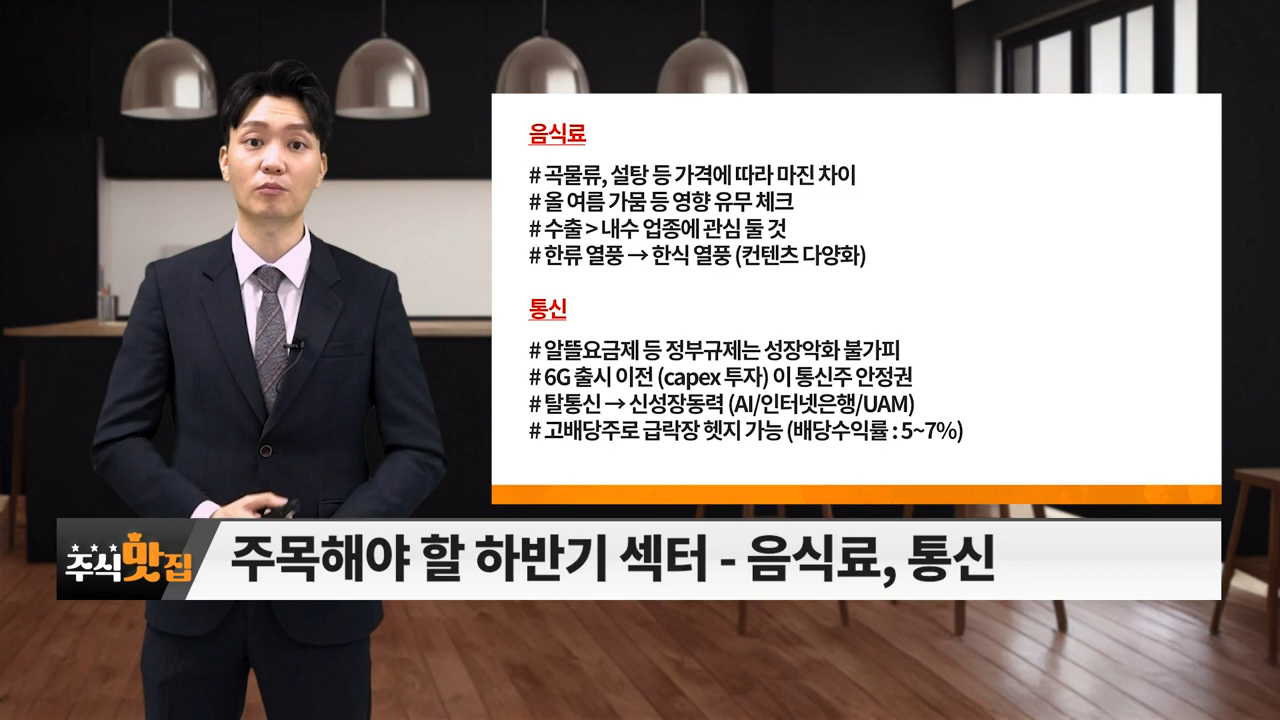 음식료
# 곡물류, 설탕 등 가격에 따라 마진 차이
# 올 여름 가뭄 등 영향 유무 체크
# 수출 > 내수 업종에 관심 둘 것
# 한류 열풍 → 한식 열풍 (컨텐츠 다양화)
통신
# 알뜰요금제 등 정부규제는 성장악화 불가피
# 6G 출시 이전 (capex 투자) 이 통신주 안정권
# 탈통신 → 신성장동력 (AI/인터넷은행/UAM)
# 고배당주로 급락장 헷지 가능 (배당수익률 : 5~7%)
주식맛집
주목해야 할 하반기 섹터 - 음식료, 통신